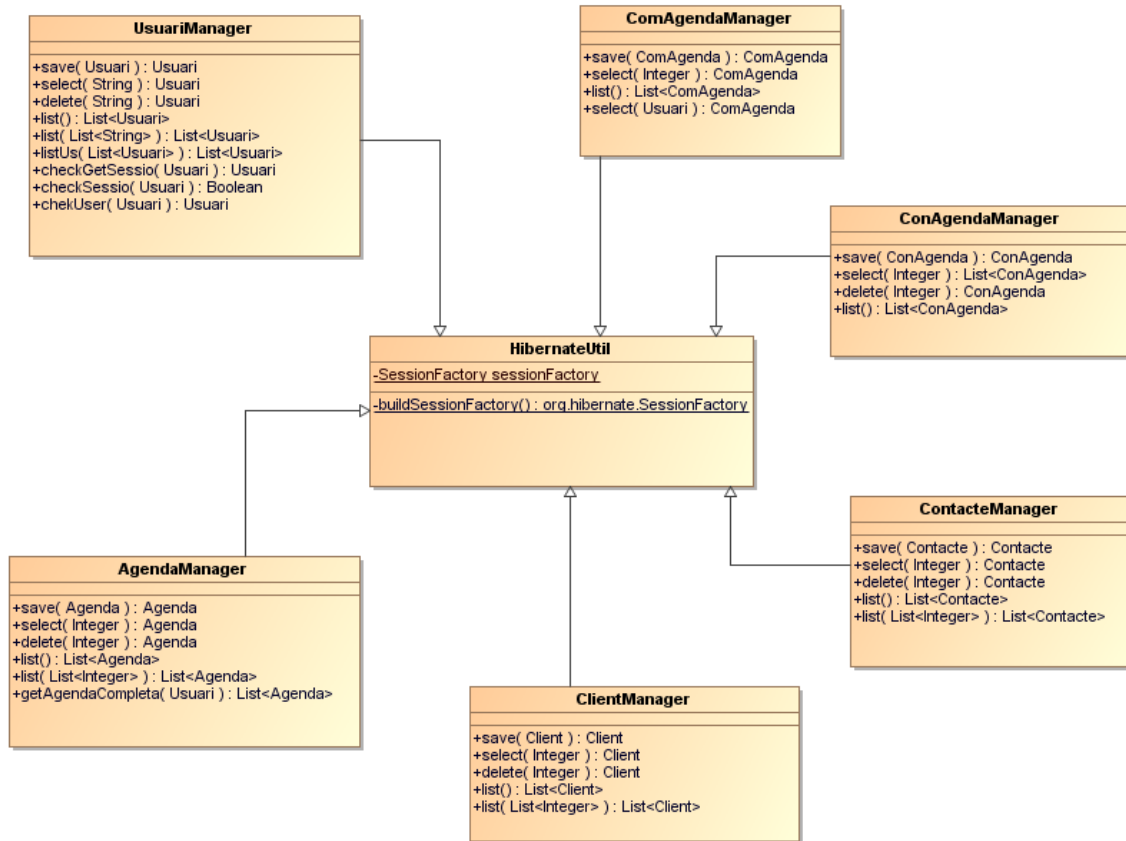 UsuariManager
+save( Usuari ) : Usuari
+select( String ) : Usuari
+delete( String ) : Usuari
+list() : List<Usuari>
+list( List<String> ) : List<Usuari>
+listUs( List<Usuari> ) : List<Usuari>
+checkGetSessio( Usuari ) : Usuari
+checkSessio( Usuari ) : Boolean
+chekUser( Usuari ) : Usuari
ComAgendaManager
+save( ComAgenda ) : ComAgenda
+select( Integer ) : ComAgenda
+list() : List<ComAgenda>
+select( Usuari ) : ComAgenda
ConAgendaManager
+save( ConAgenda ) : ConAgenda
+select( Integer ) : List<ConAgenda>
+delete( Integer ) : ConAgenda
+list() : List<ConAgenda>
HibernateUtil
-SessionFactory sessionFactory
-buildSessionFactory() : org.hibernate.SessionFactory
AgendaManager
+save( Agenda ) : Agenda
+select( Integer ) : Agenda
+delete( Integer ) : Agenda
+list() : List<Agenda>
+list( List<Integer> ) : List<Agenda>
+getAgendaCompleta( Usuari ) : List<Agenda>
ContacteManager
+save( Contacte ) : Contacte
+select( Integer ) : Contacte
+delete( Integer ) : Contacte
+list() : List<Contacte>
+list( List<Integer> ) : List<Contacte>
ClientManager
+save( Client ) : Client
+select( Integer ) : Client
+delete( Integer ) : Client
+list() : List<Client>
+list( List<Integer> ) : List<Client>